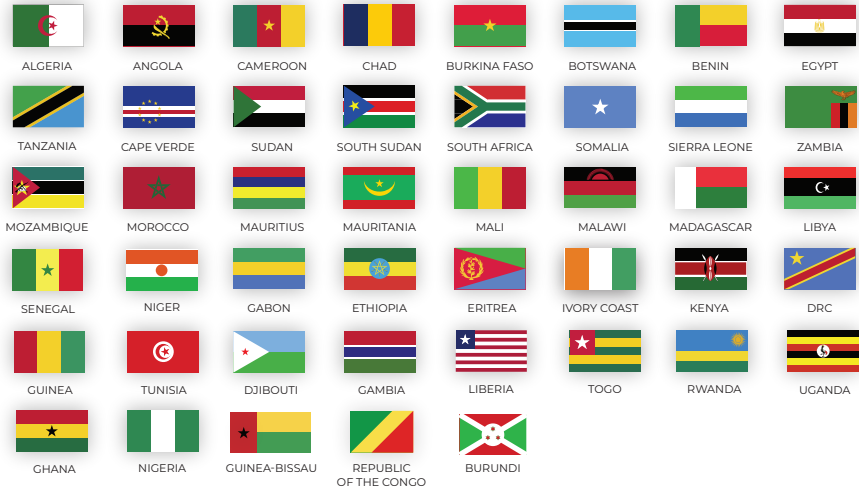 ALGERIA
ANGOLA
CAMEROON
CHAD
BURKINA FASO
BOTSWANA
BENIN
EGYPT
TANZANIA
CAPE VERDE
SUDAN
SOUTH SUDAN
SOUTH AFRICA
SOMALIA
SIERRA LEONE
ZAMBIA
MOZAMBIQUE
MOROCCO
MAURITIUS
MAURITANIA
MALI
MALAWI
MADAGASCAR
LIBYA
SENEGAL
NIGER
GABON
ETHIOPIA
ERITREA
IVORY COAST
KENYA
DRC
GUINEA
TUNISIA
DJIBOUTI
GAMBIA
LIBERIA
TOGO
RWANDA
UGANDA
GHANA
NIGERIA
GUINEA-BISSAU
REPUBLIC
OF THE CONGO
BURUNDI